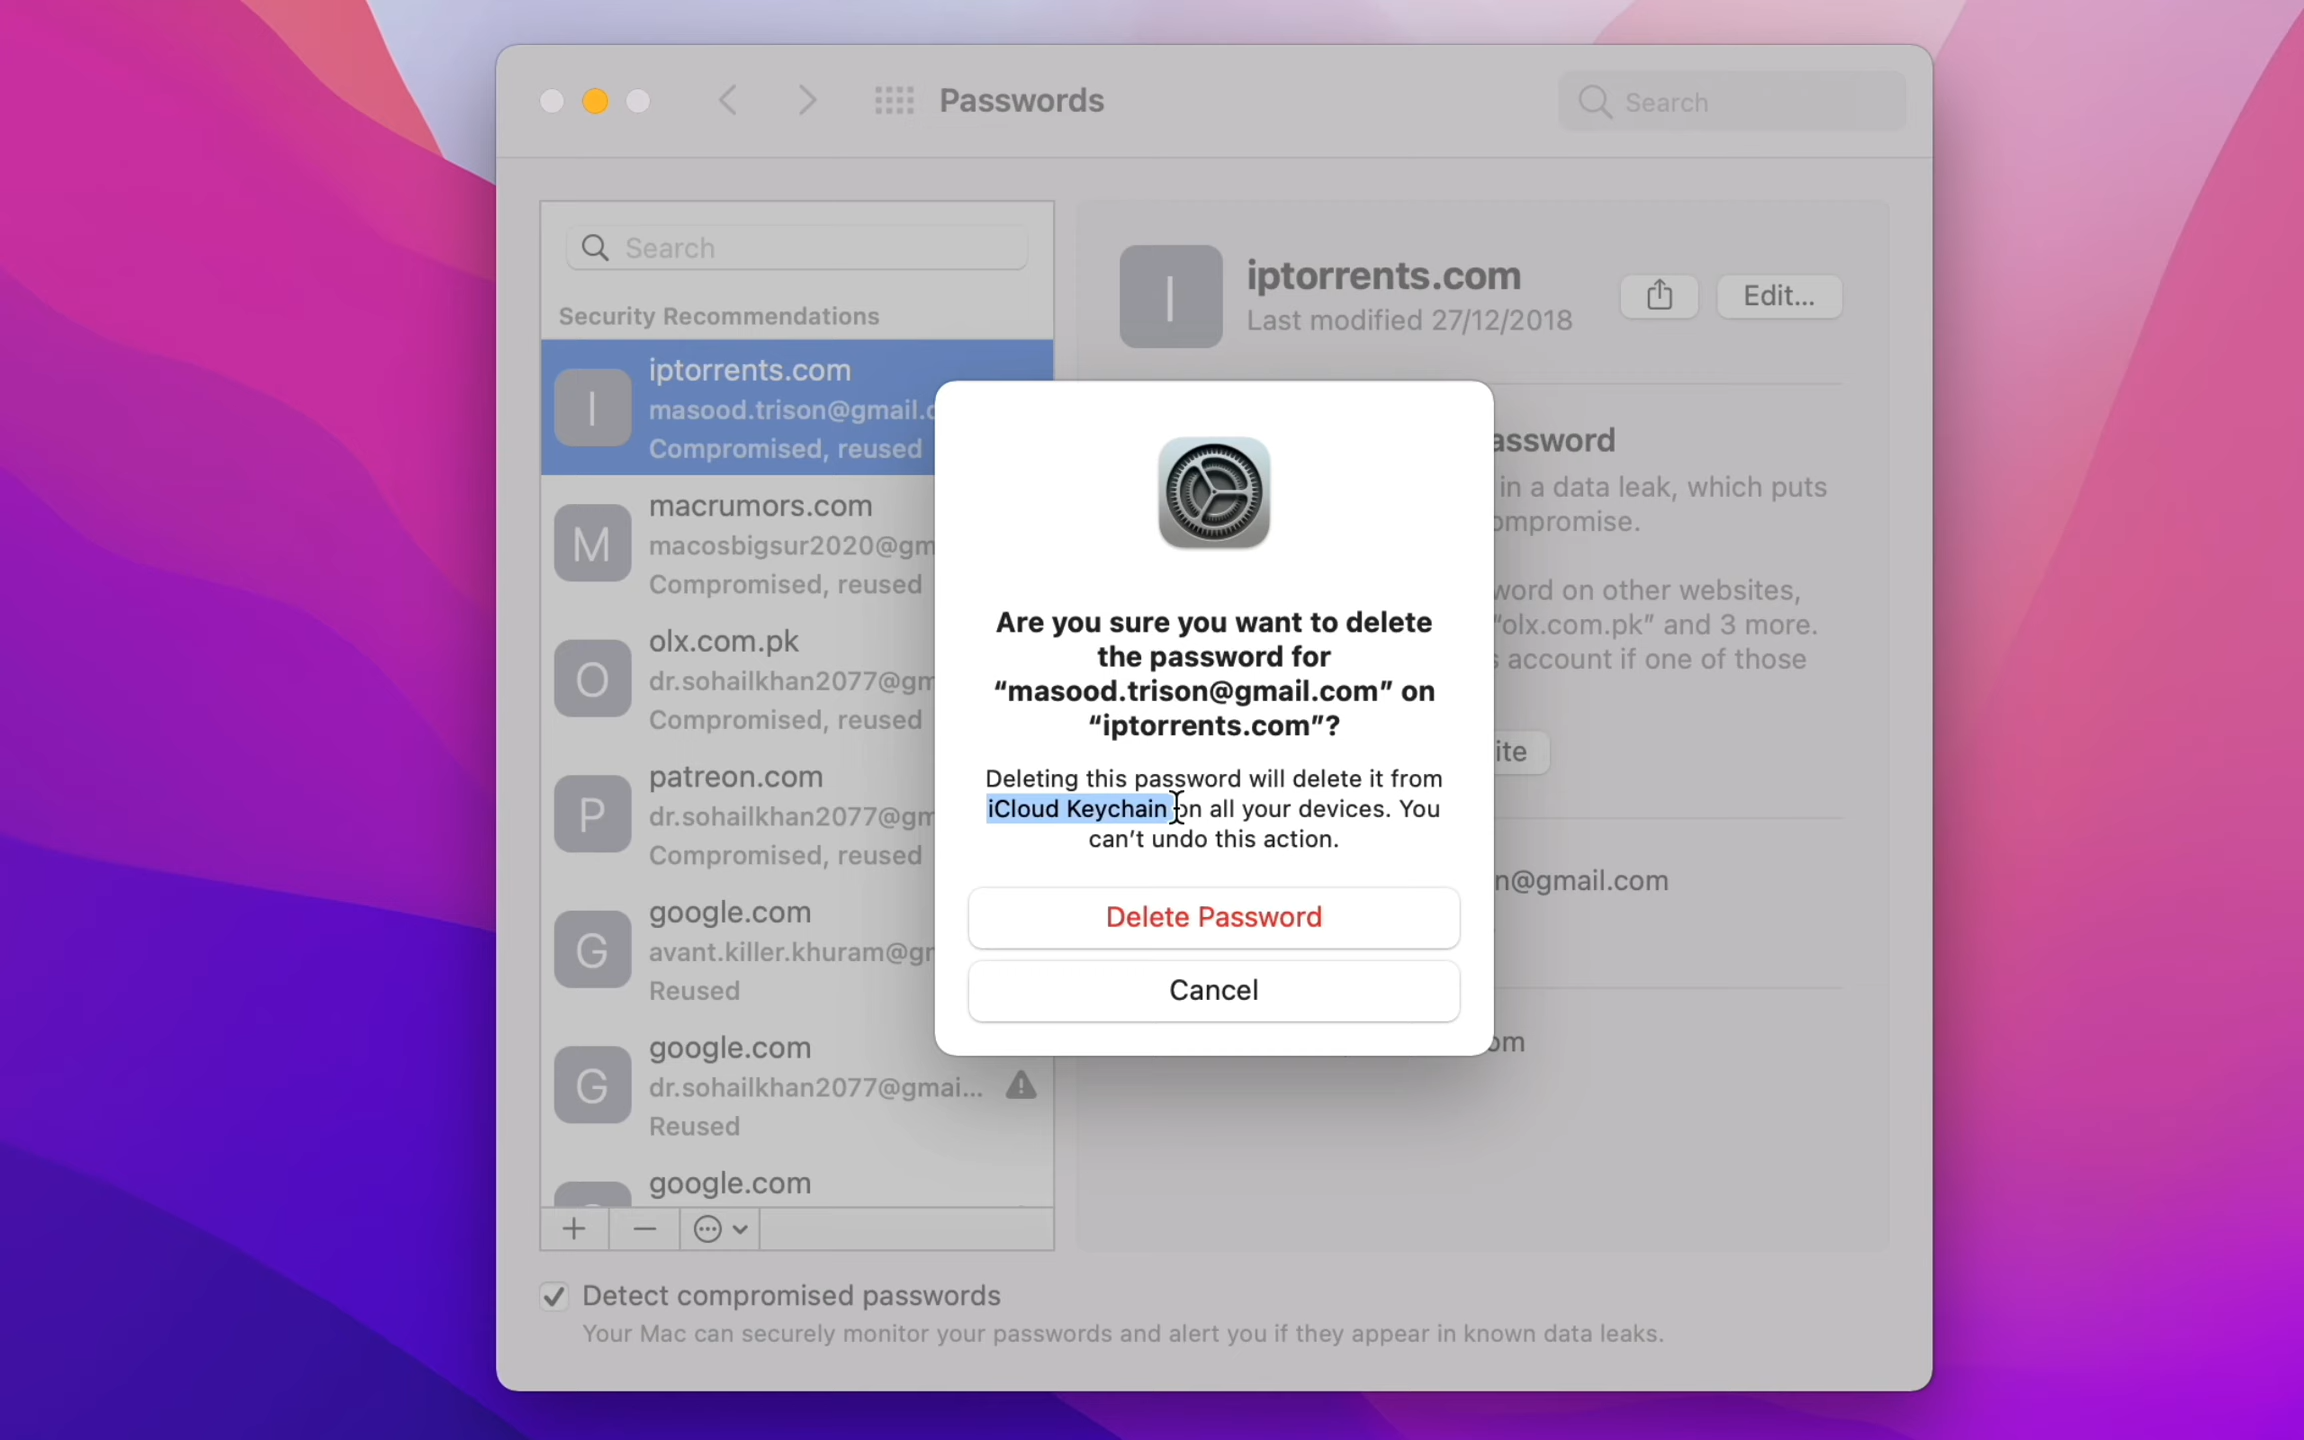 Passwords
Search
Search
Security Recommendations
I
iptorrents.com
masood.trison@gmail.
Compromised, reused
M
macrumors.com
macosbigsur2020@gm
Compromised, reused
O
olx.com.pk
dr.sohailkhan2077@gm
Compromised, reused
P
patreon.com
dr.sohailkhan2077@gm
Compromised, reused
G
google.com
avant.killer.khuram@g
Reused
G
google.com
dr.sohailkhan2077@gmai...
Reused
google.com
Detect compromised passwords
Your Mac can securely monitor your passwords and alert you if they appear in known data leaks.
I
iptorrents.com
Last modified 27/12/2018
Edit...
assword
in a data leak, which puts
ompromise.
word on other websites,
“olx.com.pk” and 3 more.
account if one of those
ite
n@gmail.com
om
Are you sure you want to delete
the password for
“masood.trison@gmail.com” on
“iptorrents.com”?
Deleting this password will delete it from
iCloud Keychain on all your devices. You
can’t undo this action.
Delete Password
Cancel